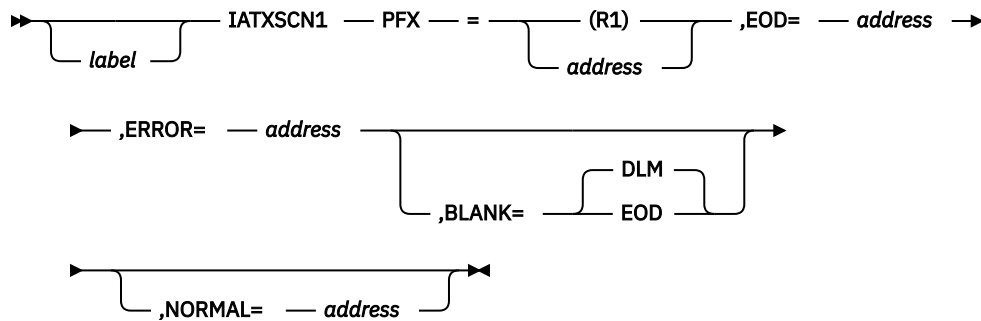 IATXSCN1 PFX = (R1) ,EOD= address
label address
,ERROR= address
DLM
,BLANK= EOD
,NORMAL= address